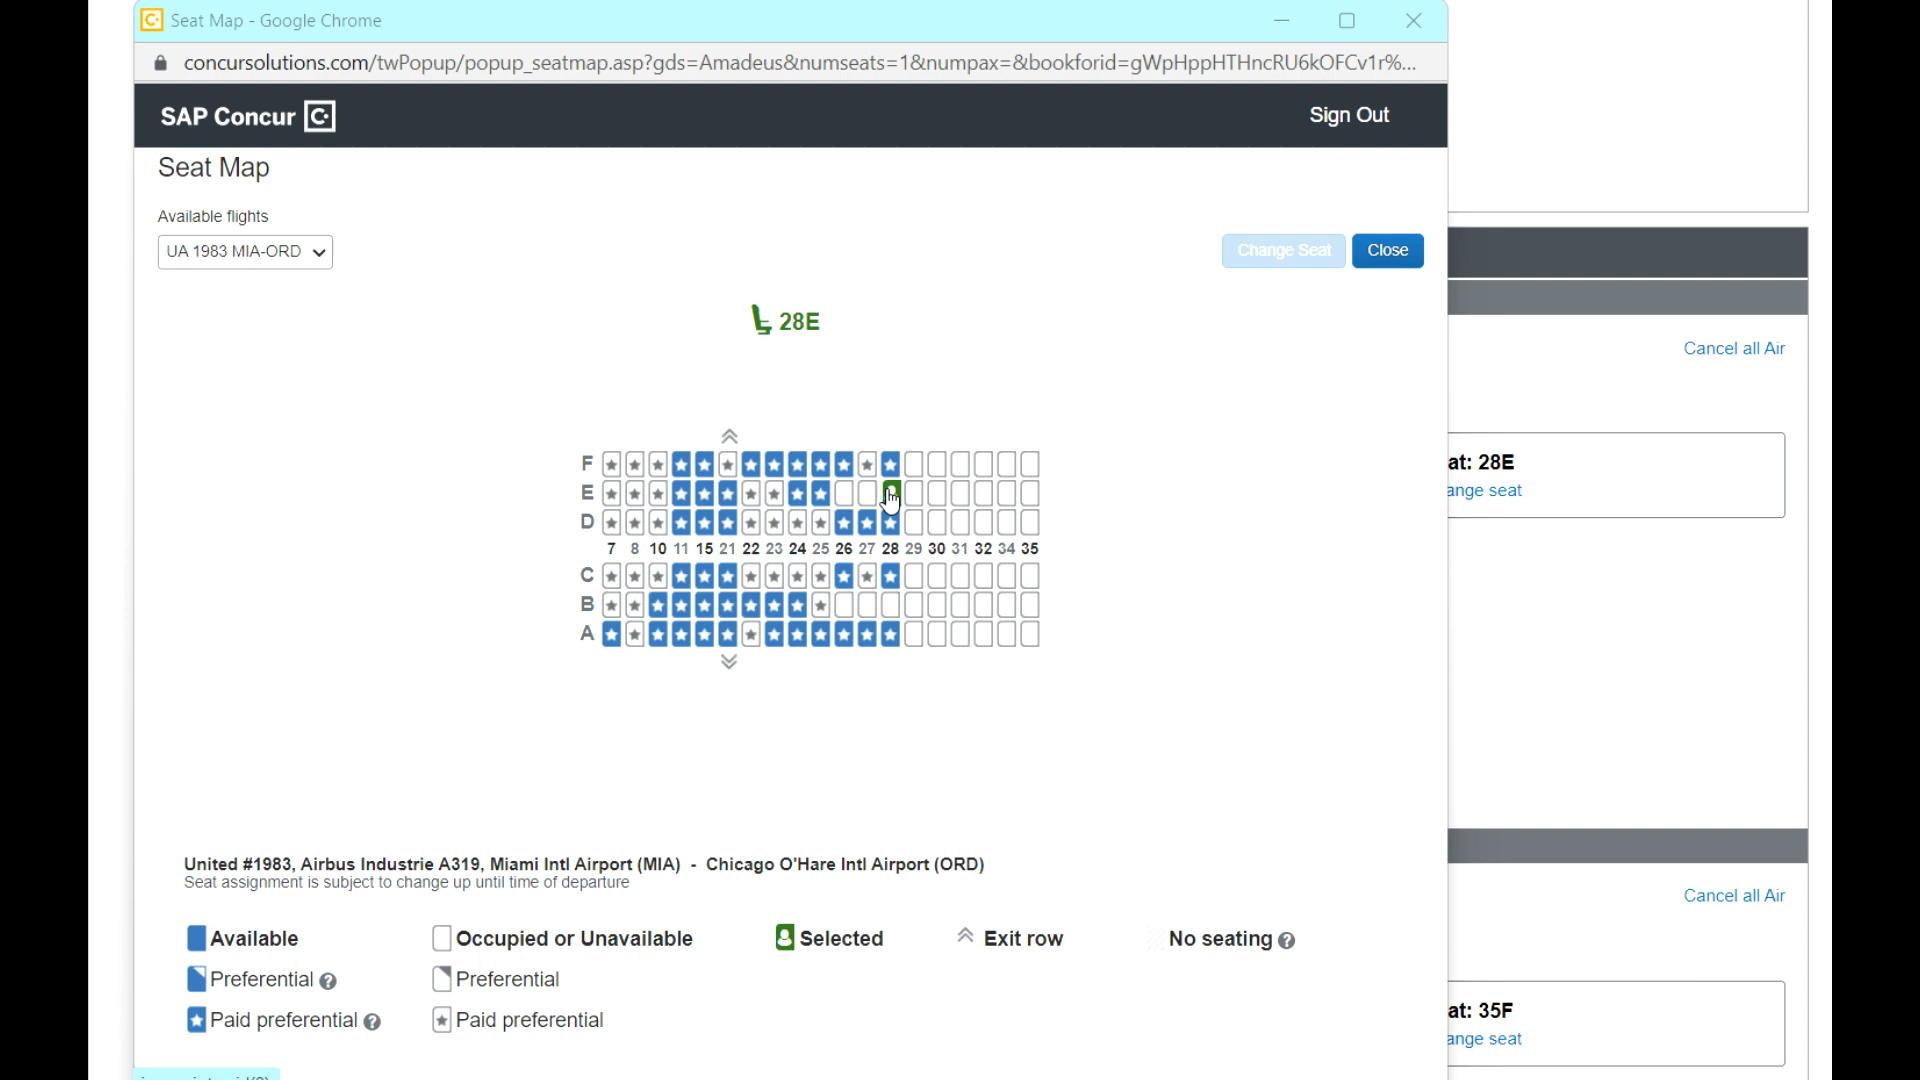 Seat Map - Google Chrome
concursolutions.com/twPopup/popup_seatmap.asp?gds=Amadeus&numseats=1&numpax=&bookforid=gWpHppHTHncRU6kOFCv1r%...
SAP Concur C
Sign Out
Seat Map
Available flights
UA 1983 MIA-ORD
Change Seat
Close
28E
F
E
D
7 8 10 11 15 21 22 23 24 25 26 27 28 29 30 31 32 34 35
C
B
A
United #1983, Airbus Industrie A319, Miami Intl Airport (MIA) - Chicago O'Hare Intl Airport (ORD)
Seat assignment is subject to change up until time of departure
Available
Occupied or Unavailable
Selected
Exit row
No seating ?
Preferential ?
Preferential
Paid preferential ?
Paid preferential
Cancel all Air
at: 28E
ange seat
Cancel all Air
at: 35F
ange seat